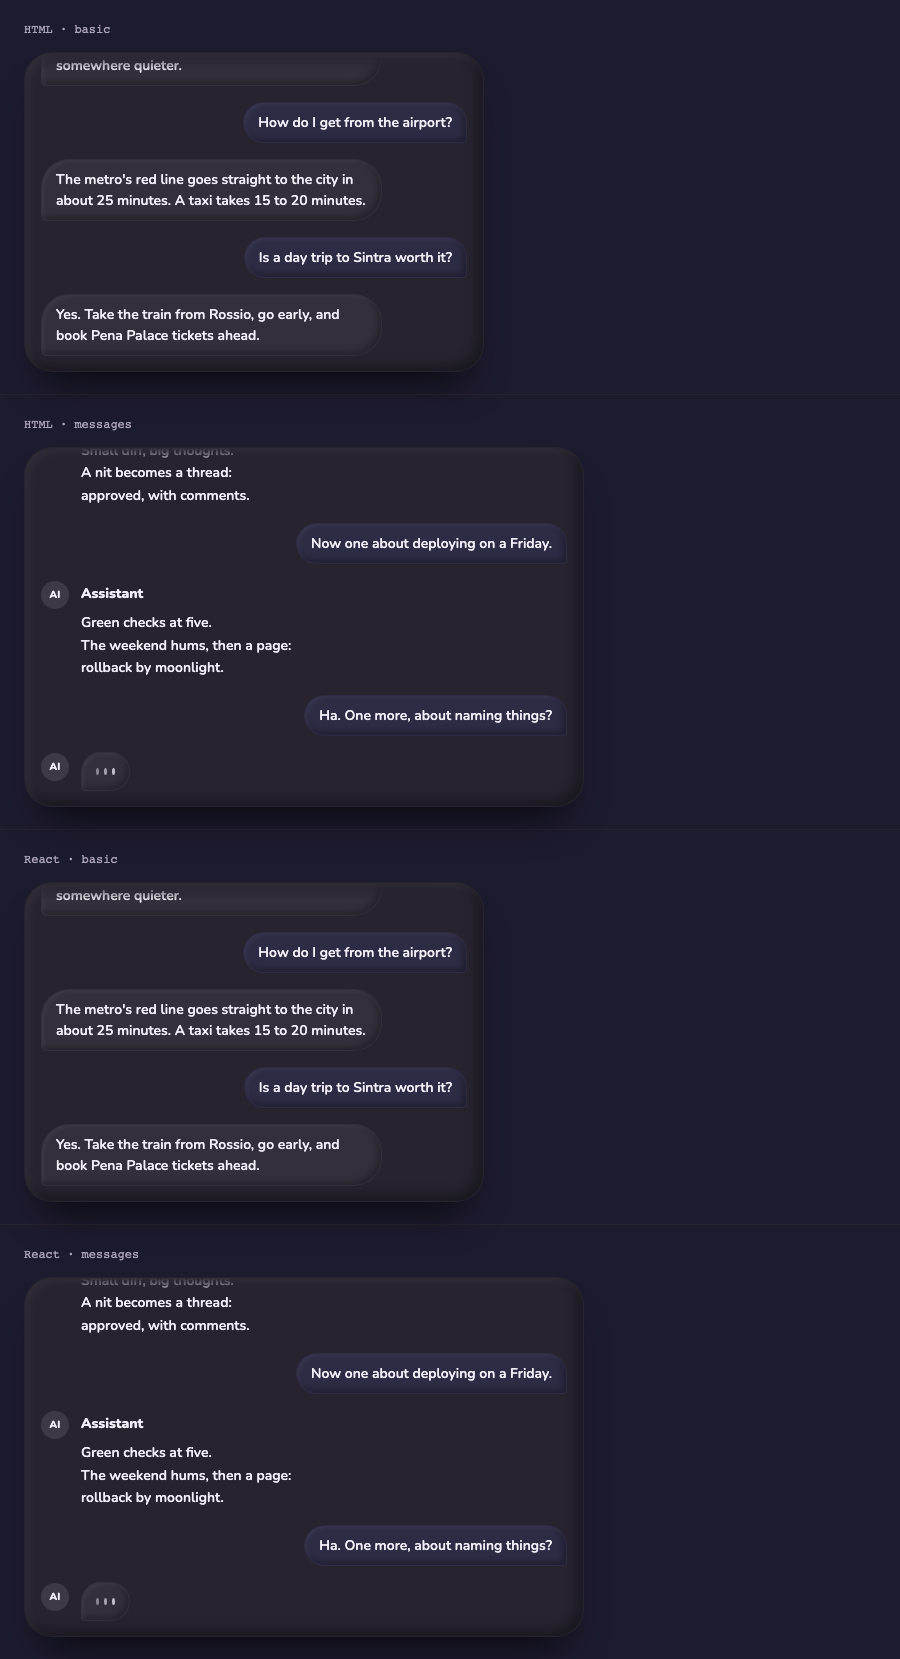 HTML · basic
somewhere quieter.
How do I get from the airport?
The metro's red line goes straight to the city in
about 25 minutes. A taxi takes 15 to 20 minutes.
Is a day trip to Sintra worth it?
Yes. Take the train from Rossio, go early, and
book Pena Palace tickets ahead.
HTML · messages
Small diff, big thoughts.
A nit becomes a thread:
approved, with comments.
Now one about deploying on a Friday.
AI
Assistant
Green checks at five.
The weekend hums, then a page:
rollback by moonlight.
Ha. One more, about naming things?
AI
React · basic
somewhere quieter.
How do I get from the airport?
The metro's red line goes straight to the city in
about 25 minutes. A taxi takes 15 to 20 minutes.
Is a day trip to Sintra worth it?
Yes. Take the train from Rossio, go early, and
book Pena Palace tickets ahead.
React · messages
Small diff, big thoughts.
A nit becomes a thread:
approved, with comments.
Now one about deploying on a Friday.
AI
Assistant
Green checks at five.
The weekend hums, then a page:
rollback by moonlight.
Ha. One more, about naming things?
AI